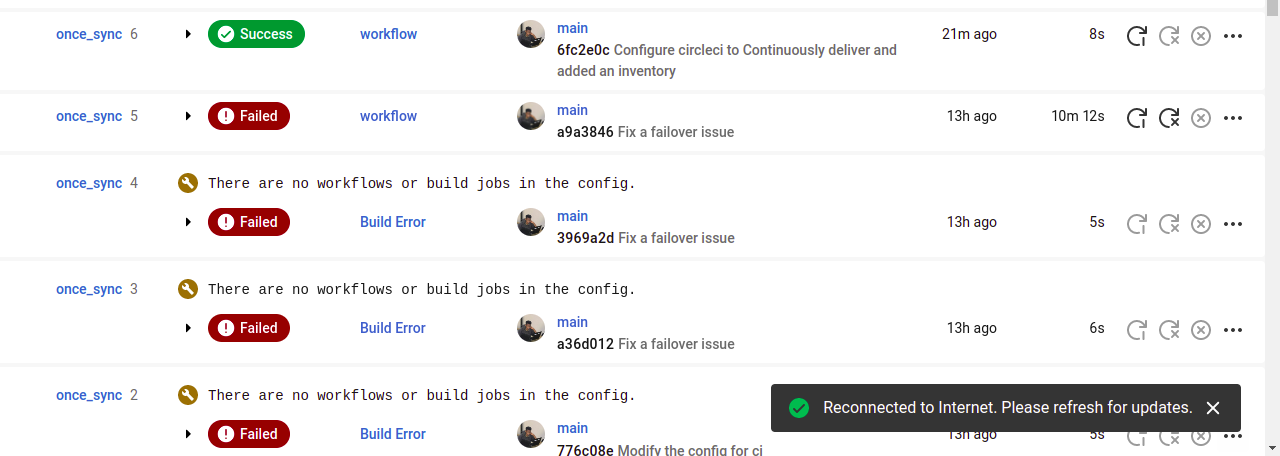 once_sync 6 Success workflow main 21m ago 8s
6fc2e0c Configure circleci to Continuously deliver and
added an inventory
once_sync 5 Failed workflow main 13h ago 10m 12s
a9a3846 Fix a failover issue
once_sync 4 There are no workflows or build jobs in the config.
Failed Build Error main 13h ago 5s
3969a2d Fix a failover issue
once_sync 3 There are no workflows or build jobs in the config.
Failed Build Error main 13h ago 6s
a36d012 Fix a failover issue
once_sync 2 There are no workflows or build jobs in the config.
Reconnected to Internet. Please refresh for updates.
Failed Build Error main 13h ago 5s
776c08e Modify the config for ci